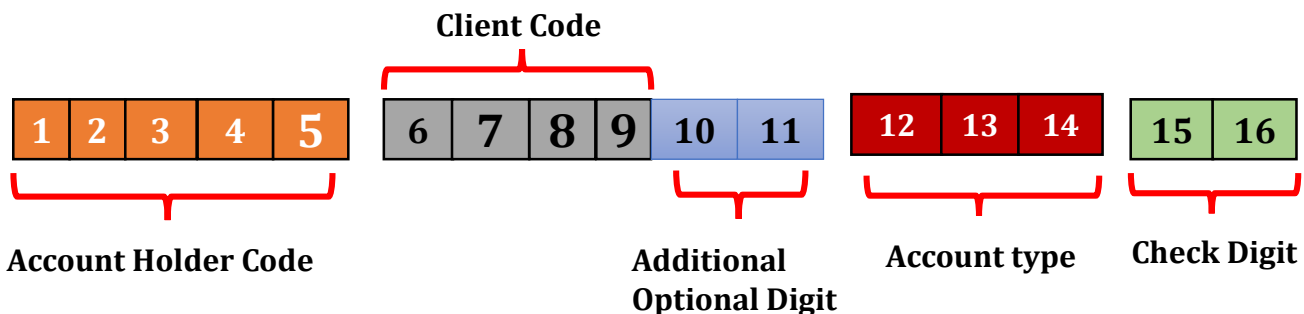 Client Code
1 2 3 4 5 6 7 8 9 10 11 12 13 14 15 16
Account Holder Code
Additional
Optional Digit
Account type
Check Digit